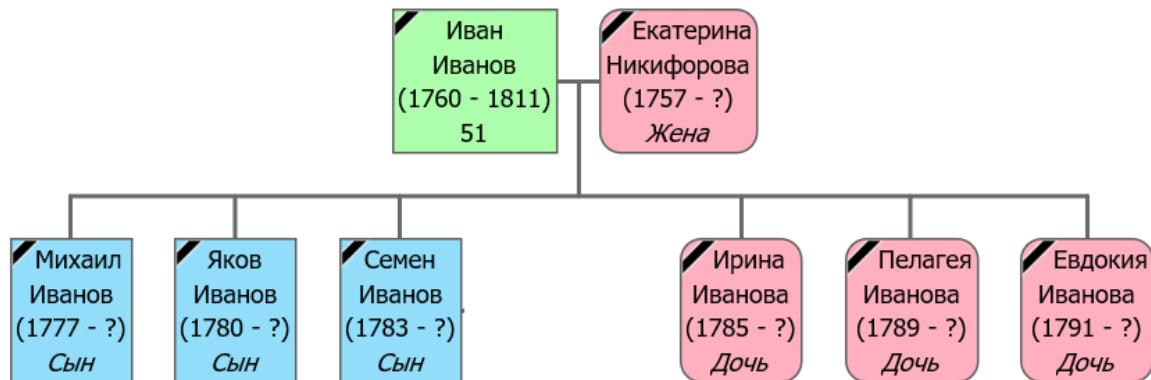 Иван
Иванов
(1760 - 1811)
51
Екатерина
Никифорова
(1757 - ?)
Жена
Михаил
Иванов
(1777 - ?)
Сын
Яков
Иванов
(1780 - ?)
Сын
Семен
Иванов
(1783 - ?)
Сын
Ирина
Иванова
(1785 - ?)
Дочь
Пелагея
Иванова
(1789 - ?)
Дочь
Евдокия
Иванова
(1791 - ?)
Дочь